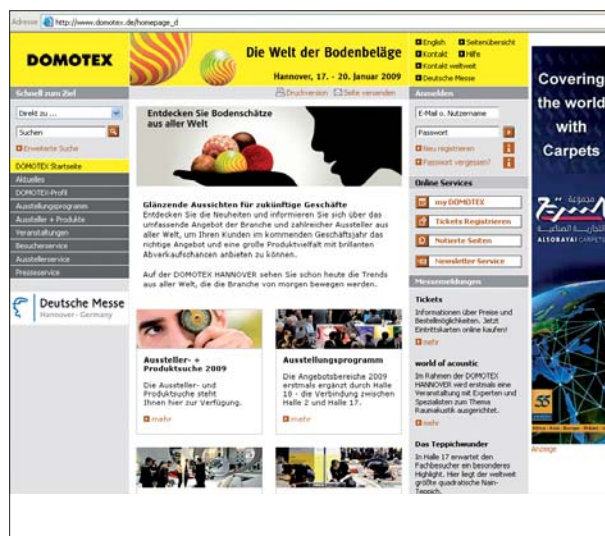 Adresse http://www.domotex.de/homepage_d
DOMOTEX
Die Welt der Bodenbeläge
Hannover, 17. - 20. Januar 2009
English Seitenübersicht
Kontakt Hilfe
Kontakt weltweit
Deutsche Messe
Druckversion Seite versenden
Schnell zum Ziel
Direkt zu ...
Suchen
Erweiterte Suche
DOMOTEX Startseite
Aktuelles
DOMOTEX-Profil
Ausstellungsprogramm
Aussteller + Produkte
Veranstaltungen
Besucherservice
Ausstellerservice
Presseservice
Deutsche Messe
Hannover - Germany
Entdecken Sie Bodenschätze
aus aller Welt
Glänzende Aussichten für zukünftige Geschäfte
Entdecken Sie die Neuheiten und informieren Sie sich über das
umfassende Angebot der Branche und zahlreicher Aussteller aus
aller Welt, um Ihren Kunden im kommenden Geschäftsjahr das
richtige Angebot und eine große Produktvielfalt mit brillanten
Abverkaufschancen anbieten zu können.
Auf der DOMOTEX HANNOVER sehen Sie schon heute die Trends
aus aller Welt, die die Branche von morgen bewegen werden.
Aussteller- +
Produktsuche 2009
Die Aussteller- und
Produktsuche steht
Ihnen hier zur Verfügung.
mehr
Ausstellungsprogramm
Die Angebotsbereiche 2009
erstmals ergänzt durch Halle
18 - die Verbindung zwischen
Halle 2 und Halle 17.
mehr
Anmelden
E-Mail o. Nutzername
Passwort
Neu registrieren
Passwort vergessen?
Online Services
my DOMOTEX
Tickets Registrieren
Notierte Seiten
Newsletter Service
Messemeldungen
Tickets
Informationen über Preise und
Bestellmöglichkeiten. Jetzt
Eintrittskarten online kaufen!
mehr
world of acoustic
Im Rahmen der DOMOTEX
HANNOVER wird erstmals eine
Veranstaltung mit Experten und
Spezialisten zum Thema
Raumakustik ausgerichtet.
mehr
Das Teppichwunder
In Halle 17 erwartet den
Fachbesucher ein besonderes
Highlight. Hier liegt der weltweit
größte quadratische Nain-
Teppich.
Covering
the world
with
Carpets
مجموعة
ALSORAYAI CARPETS
55
Anzeige